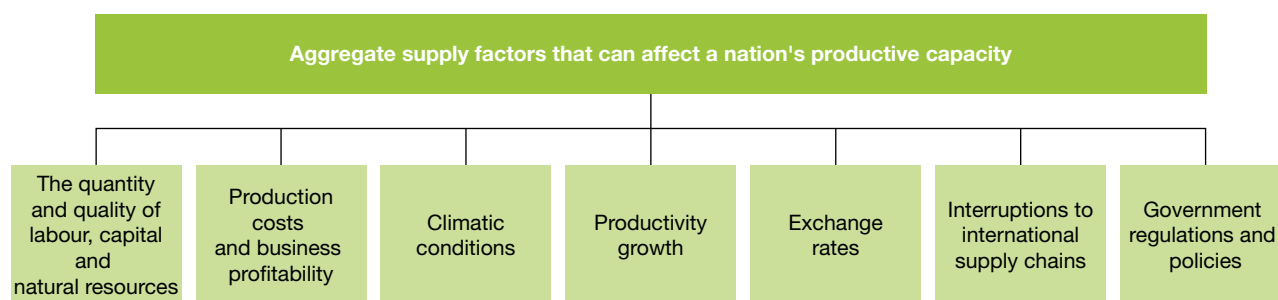 Aggregate supply factors that can affect a nation's productive capacity
The quantity
and quality of
labour, capital
and
natural resources
Production
costs
and business
profitability
Climatic
conditions
Productivity
growth
Exchange
rates
Interruptions to
international
supply chains
Government
regulations and
policies